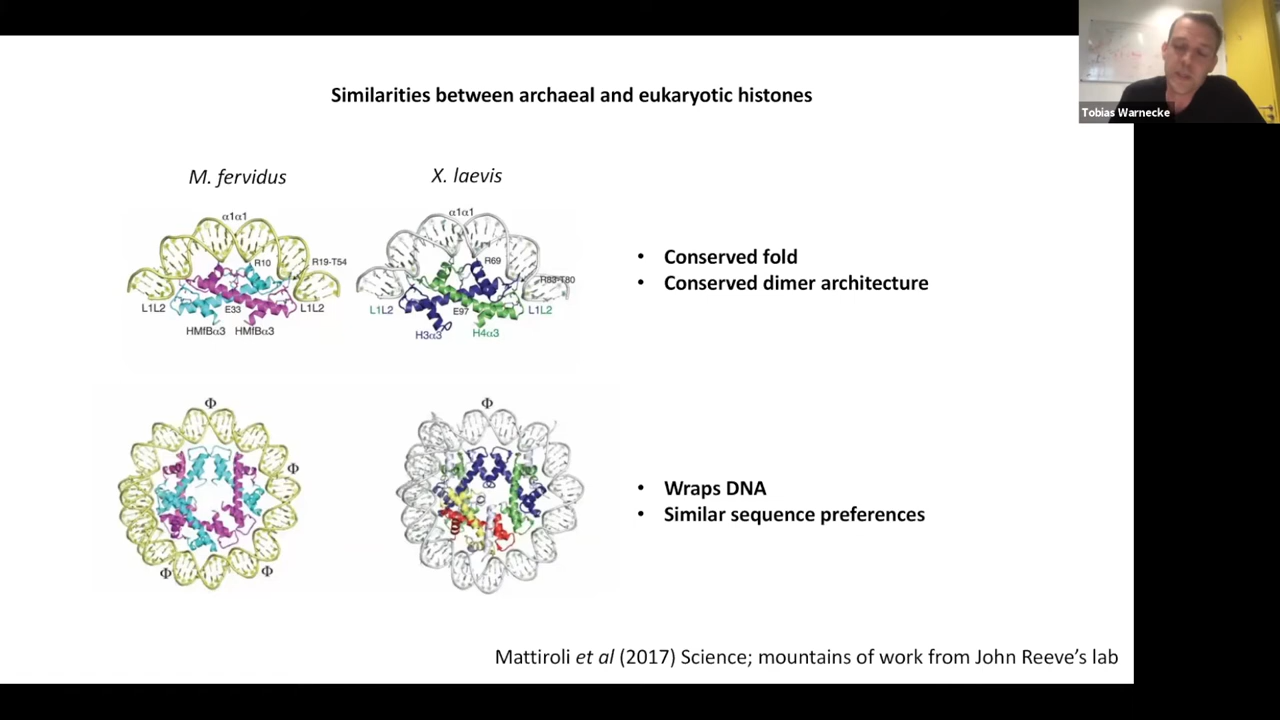 Tobias Warnecke
Similarities between archaeal and eukaryotic histones
M. fervidus
X. laevis
α1α1
R10
R19-T54
L1L2
E33
L1L2
HMfBα3
HMfBα3
α1α1
R69
R83-T80
L1L2
E97
L1L2
H3α3
H4α3
• Conserved fold
• Conserved dimer architecture
Φ
Φ
Φ
Φ
Φ
• Wraps DNA
• Similar sequence preferences
Mattiroli et al (2017) Science; mountains of work from John Reeve's lab